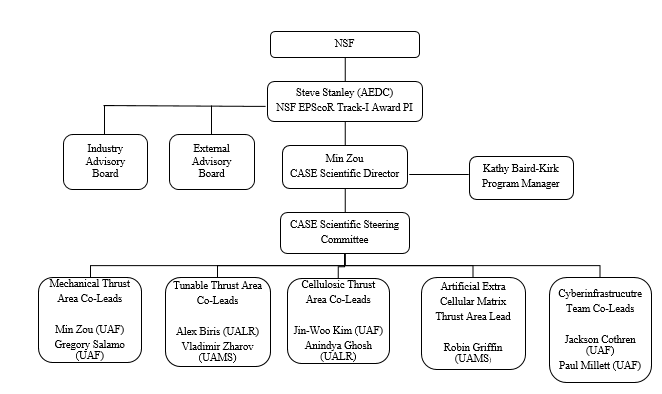 NSF
Steve Stanley (AEDC)
NSF EPScoR Track-I Award PI
Industry
Advisory
Board
External
Advisory
Board
Min Zou
CASE Scientific Director
Kathy Baird-Kirk
Program Manager
CASE Scientific Steering
Committee
Mechanical Thrust
Area Co-Leads
Min Zou (UAF)
Gregory Salamo
(UAF)
Tunable Thrust Area
Co-Leads
Alex Biris (UALR)
Vladimir Zharov
(UAMS)
Cellulosic Thrust
Area Co-Leads
Jin-Woo Kim (UAF)
Anindya Ghosh
(UALR)
Artificial Extra
Cellular Matrix
Thrust Area Lead
Robin Griffin
(UAMS)
Cyberinfrastrucutre
Team Co-Leads
Jackson Cothren
(UAF)
Paul Millett (UAF)